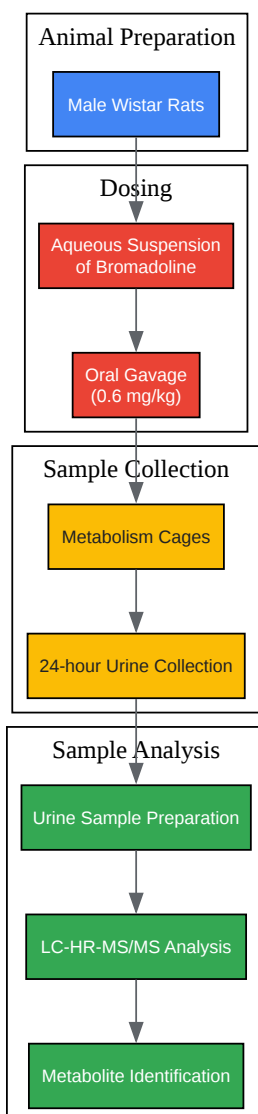 Animal Preparation
Male Wistar Rats
Dosing
Aqueous Suspension
of Bromadoline
Oral Gavage
(0.6 mg/kg)
Sample Collection
Metabolism Cages
24-hour Urine Collection
Sample Analysis
Urine Sample Preparation
LC-HR-MS/MS Analysis
Metabolite Identification